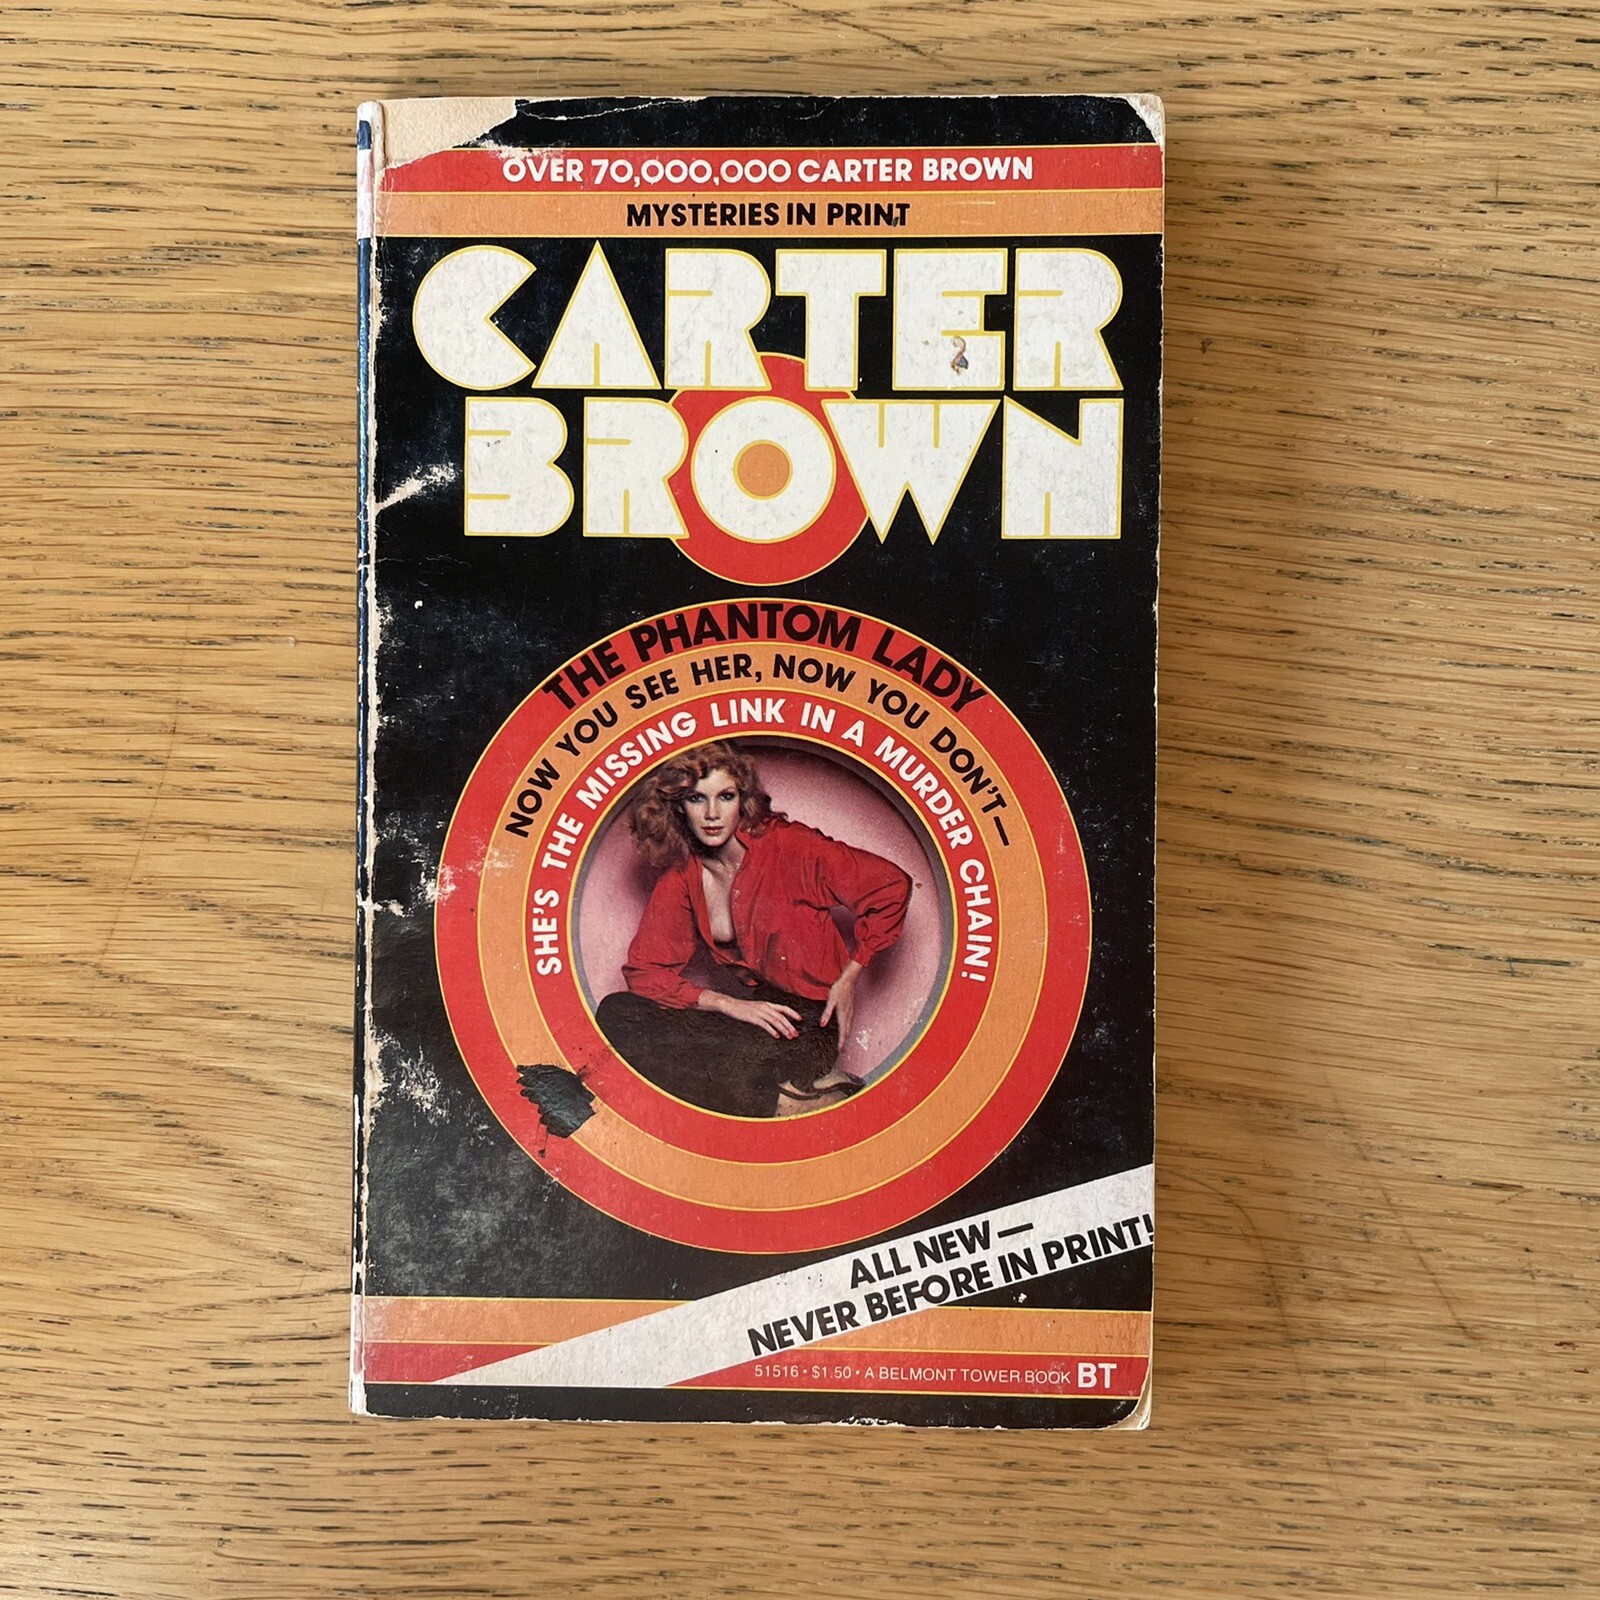 OVER 70,000,000 CARTER BROWN
MYSTERIES IN PRINT
CARTER
BROWN
THE PHANTOM LADY
NOW YOU SEE HER, NOW YOU DON'T—
SHE'S THE MISSING LINK IN A MURDER CHAIN!
ALL NEW—
NEVER BEFORE IN PRINT!
51516 • $1.50 • A BELMONT TOWER BOOK BT